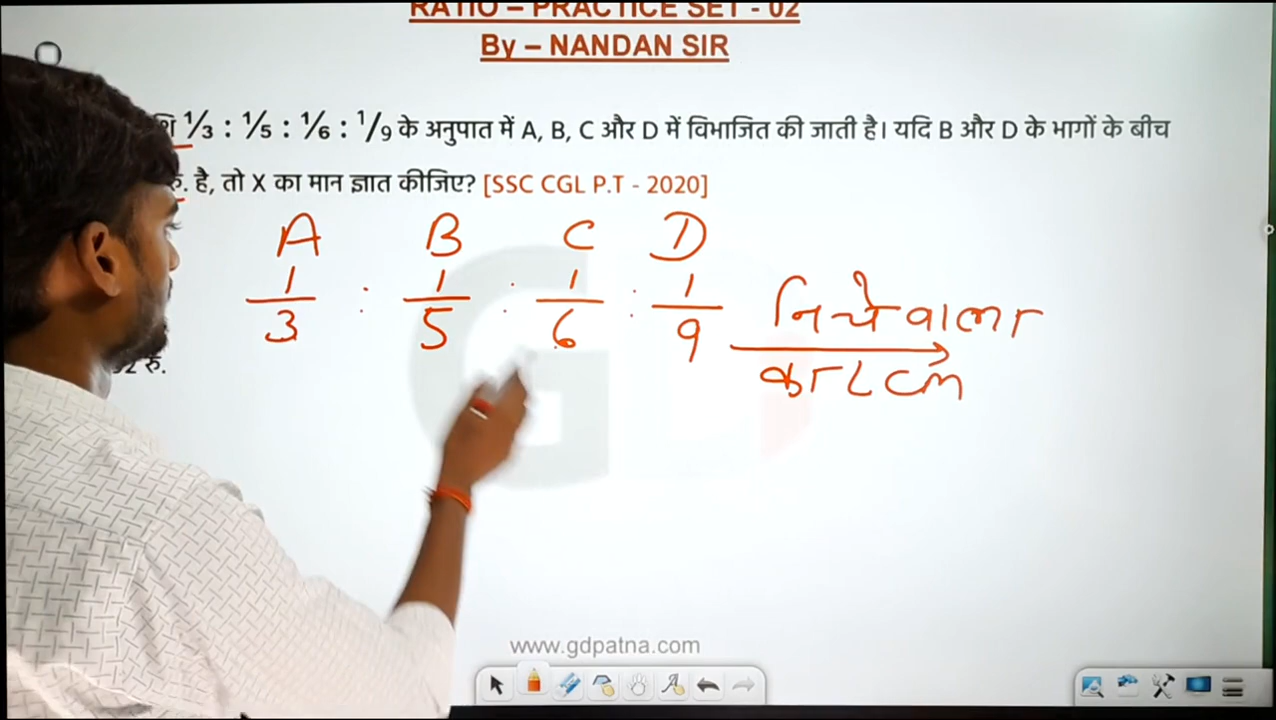 RATIO – PRACTICE SET - 02
By – NANDAN SIR
1/3 : 1/5 : 1/6 : 1/9 के अनुपात में A, B, C और D में विभाजित की जाती है। यदि B और D के भागों के बीच
रु. है, तो X का मान ज्ञात कीजिए? [SSC CGL P.T - 2020]
A B C D
1/3 : 1/5 : 1/6 : 1/9 निचेवाला
का LCM
रु.
www.gdpatna.com